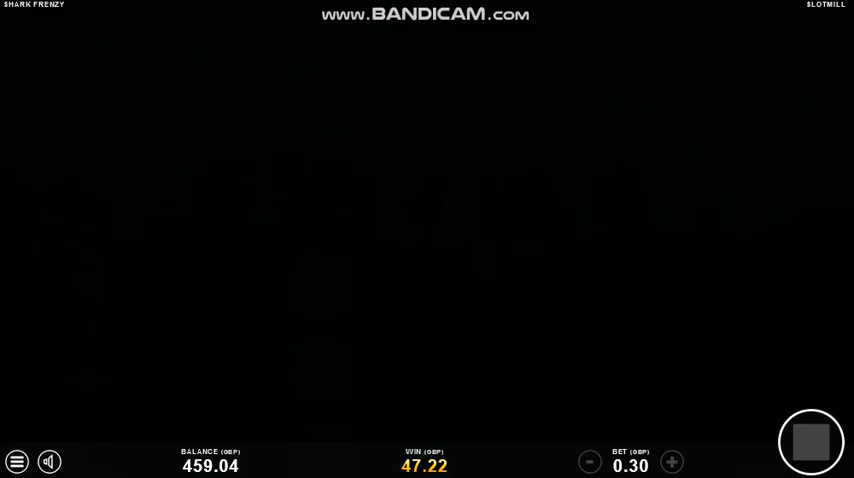 SHARK FRENZY
www.BANDICAM.com
SLOTMILL
BALANCE (GBP)
459.04
WIN (GBP)
47.22
BET (GBP)
0.30